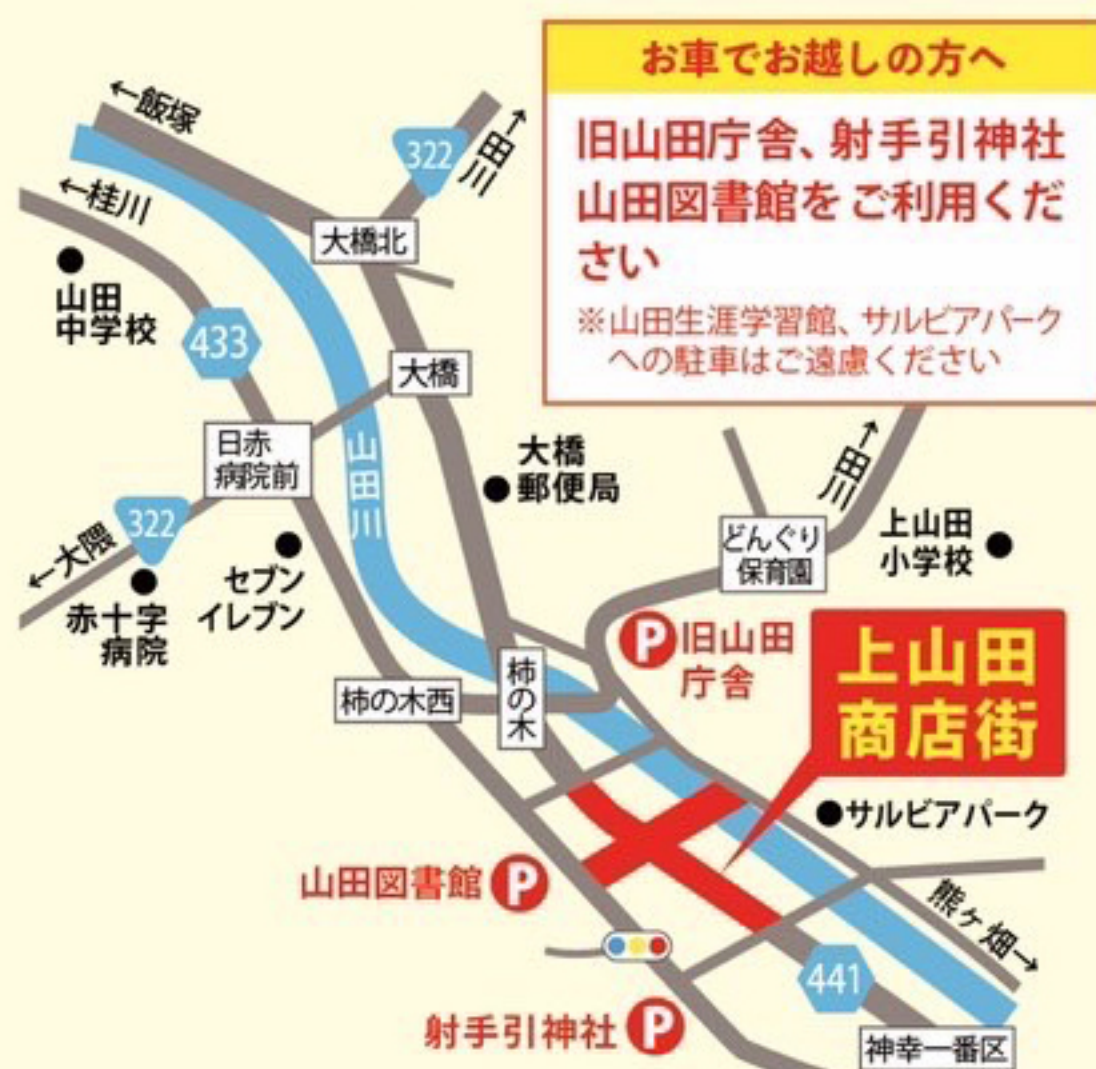 お車でお越しの方へ
旧山田庁舎、射手引神社
山田図書館をご利用くだ
さい
※山田生涯学習館、サルビアパーク
への駐車はご遠慮ください
←飯塚
322
→田川
←桂川
大橋北
山田
中学校
433
大橋
日赤
病院前
山田川
大橋
郵便局
→田川
322
←大隈
赤十字
病院
セブン
イレブン
どんぐり
保育園
上山田
小学校
P
旧山田
庁舎
柿の木西
柿の木
上山田
商店街
サルビアパーク
山田図書館
P
熊ヶ畑→
441
射手引神社
P
神幸一番区